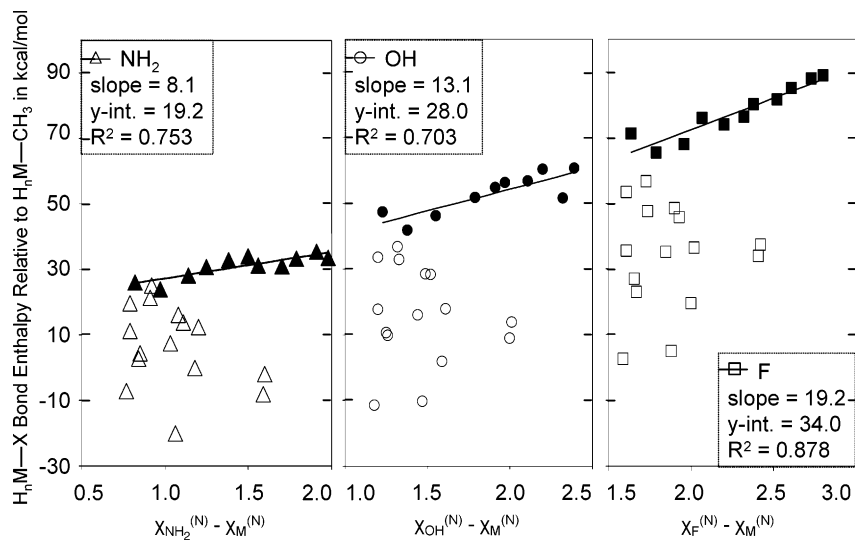 HₙM—X Bond Enthalpy Relative to HₙM—CH₃ in kcal/mol
90
70
50
30
10
-10
-30
NH₂
slope = 8.1
y-int. = 19.2
R² = 0.753
OH
slope = 13.1
y-int. = 28.0
R² = 0.703
F
slope = 19.2
y-int. = 34.0
R² = 0.878
0.5 1.0 1.5 2.0
1.0 1.5 2.0 2.5
1.5 2.0 2.5 3.0
χNH₂⁽ᴺ⁾ - χM⁽ᴺ⁾
χOH⁽ᴺ⁾ - χM⁽ᴺ⁾
χF⁽ᴺ⁾ - χM⁽ᴺ⁾